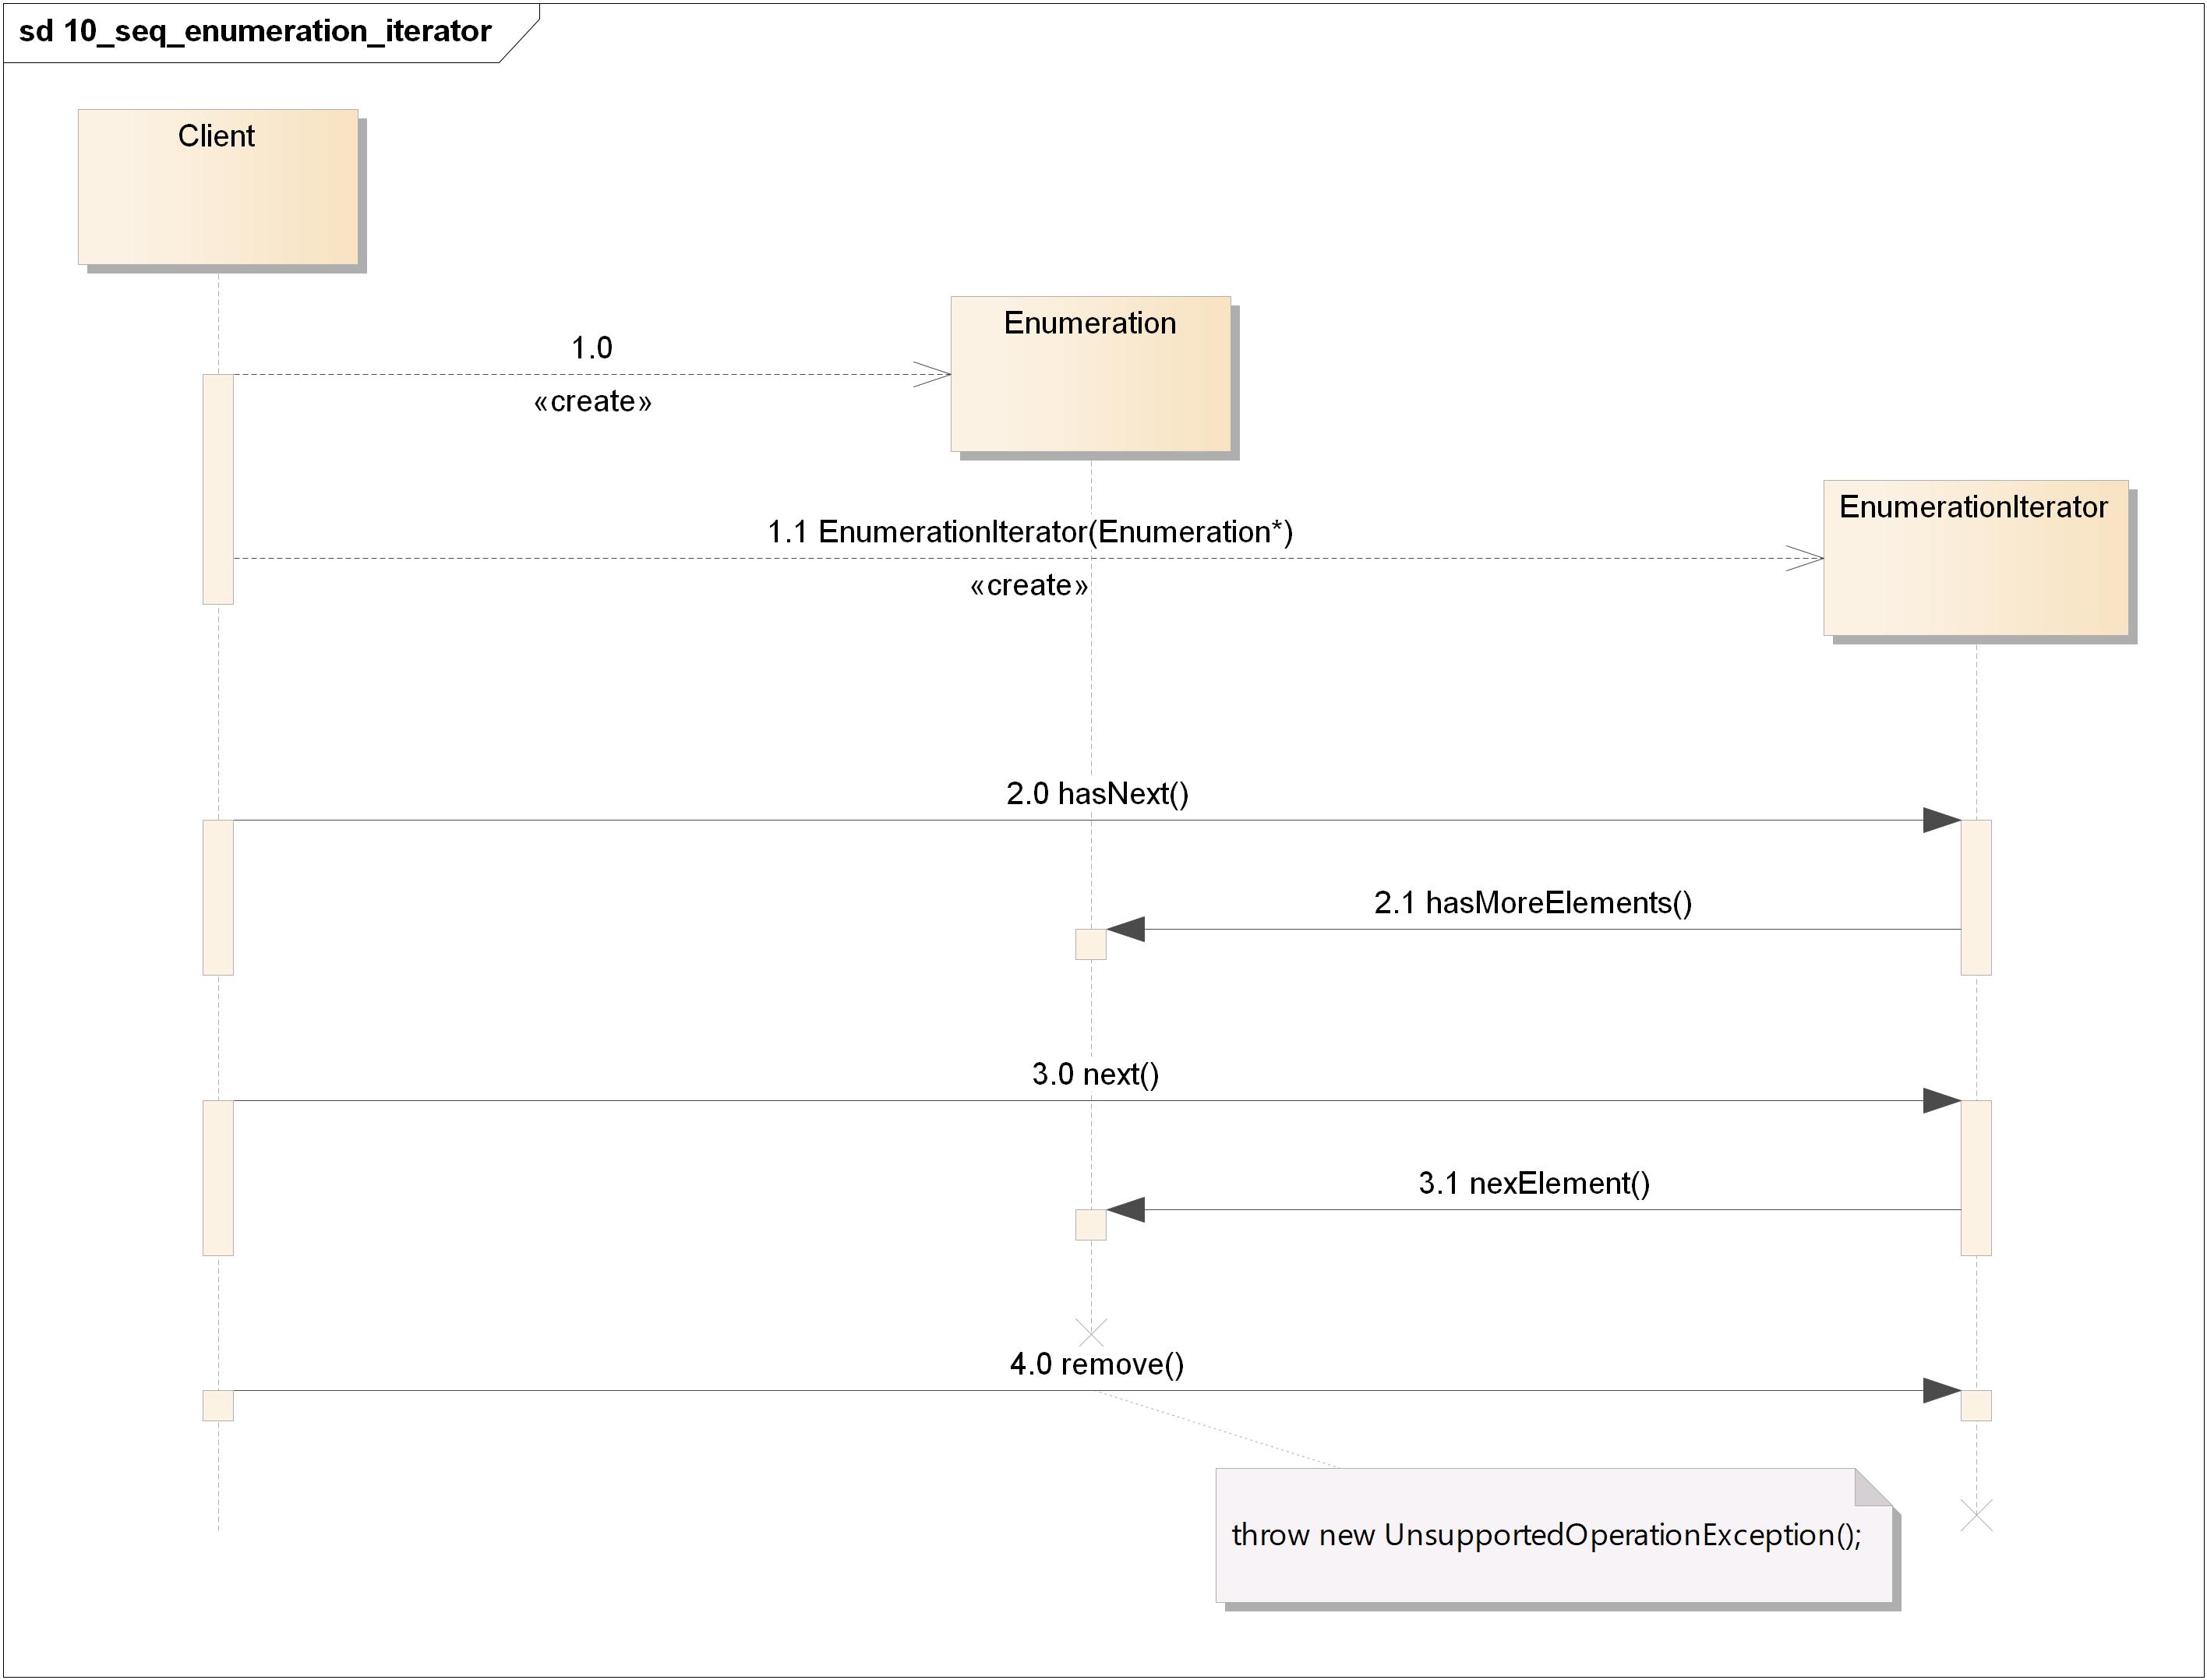 sd 10_seq_enumeration_iterator
Client
Enumeration
1.0
«create»
EnumerationIterator
1.1 EnumerationIterator(Enumeration*)
«create»
2.0 hasNext()
2.1 hasMoreElements()
3.0 next()
3.1 nexElement()
4.0 remove()
throw new UnsupportedOperationException();